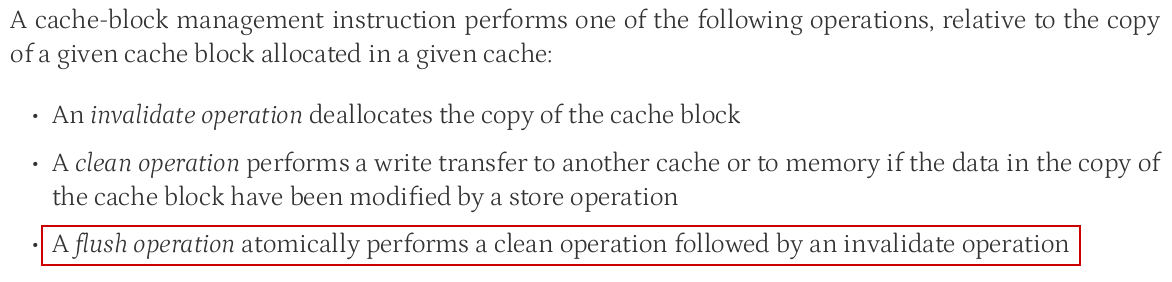 A cache-block management instruction performs one of the following operations, relative to the copy
of a given cache block allocated in a given cache:
• An invalidate operation deallocates the copy of the cache block
• A clean operation performs a write transfer to another cache or to memory if the data in the copy of
the cache block have been modified by a store operation
• A flush operation atomically performs a clean operation followed by an invalidate operation